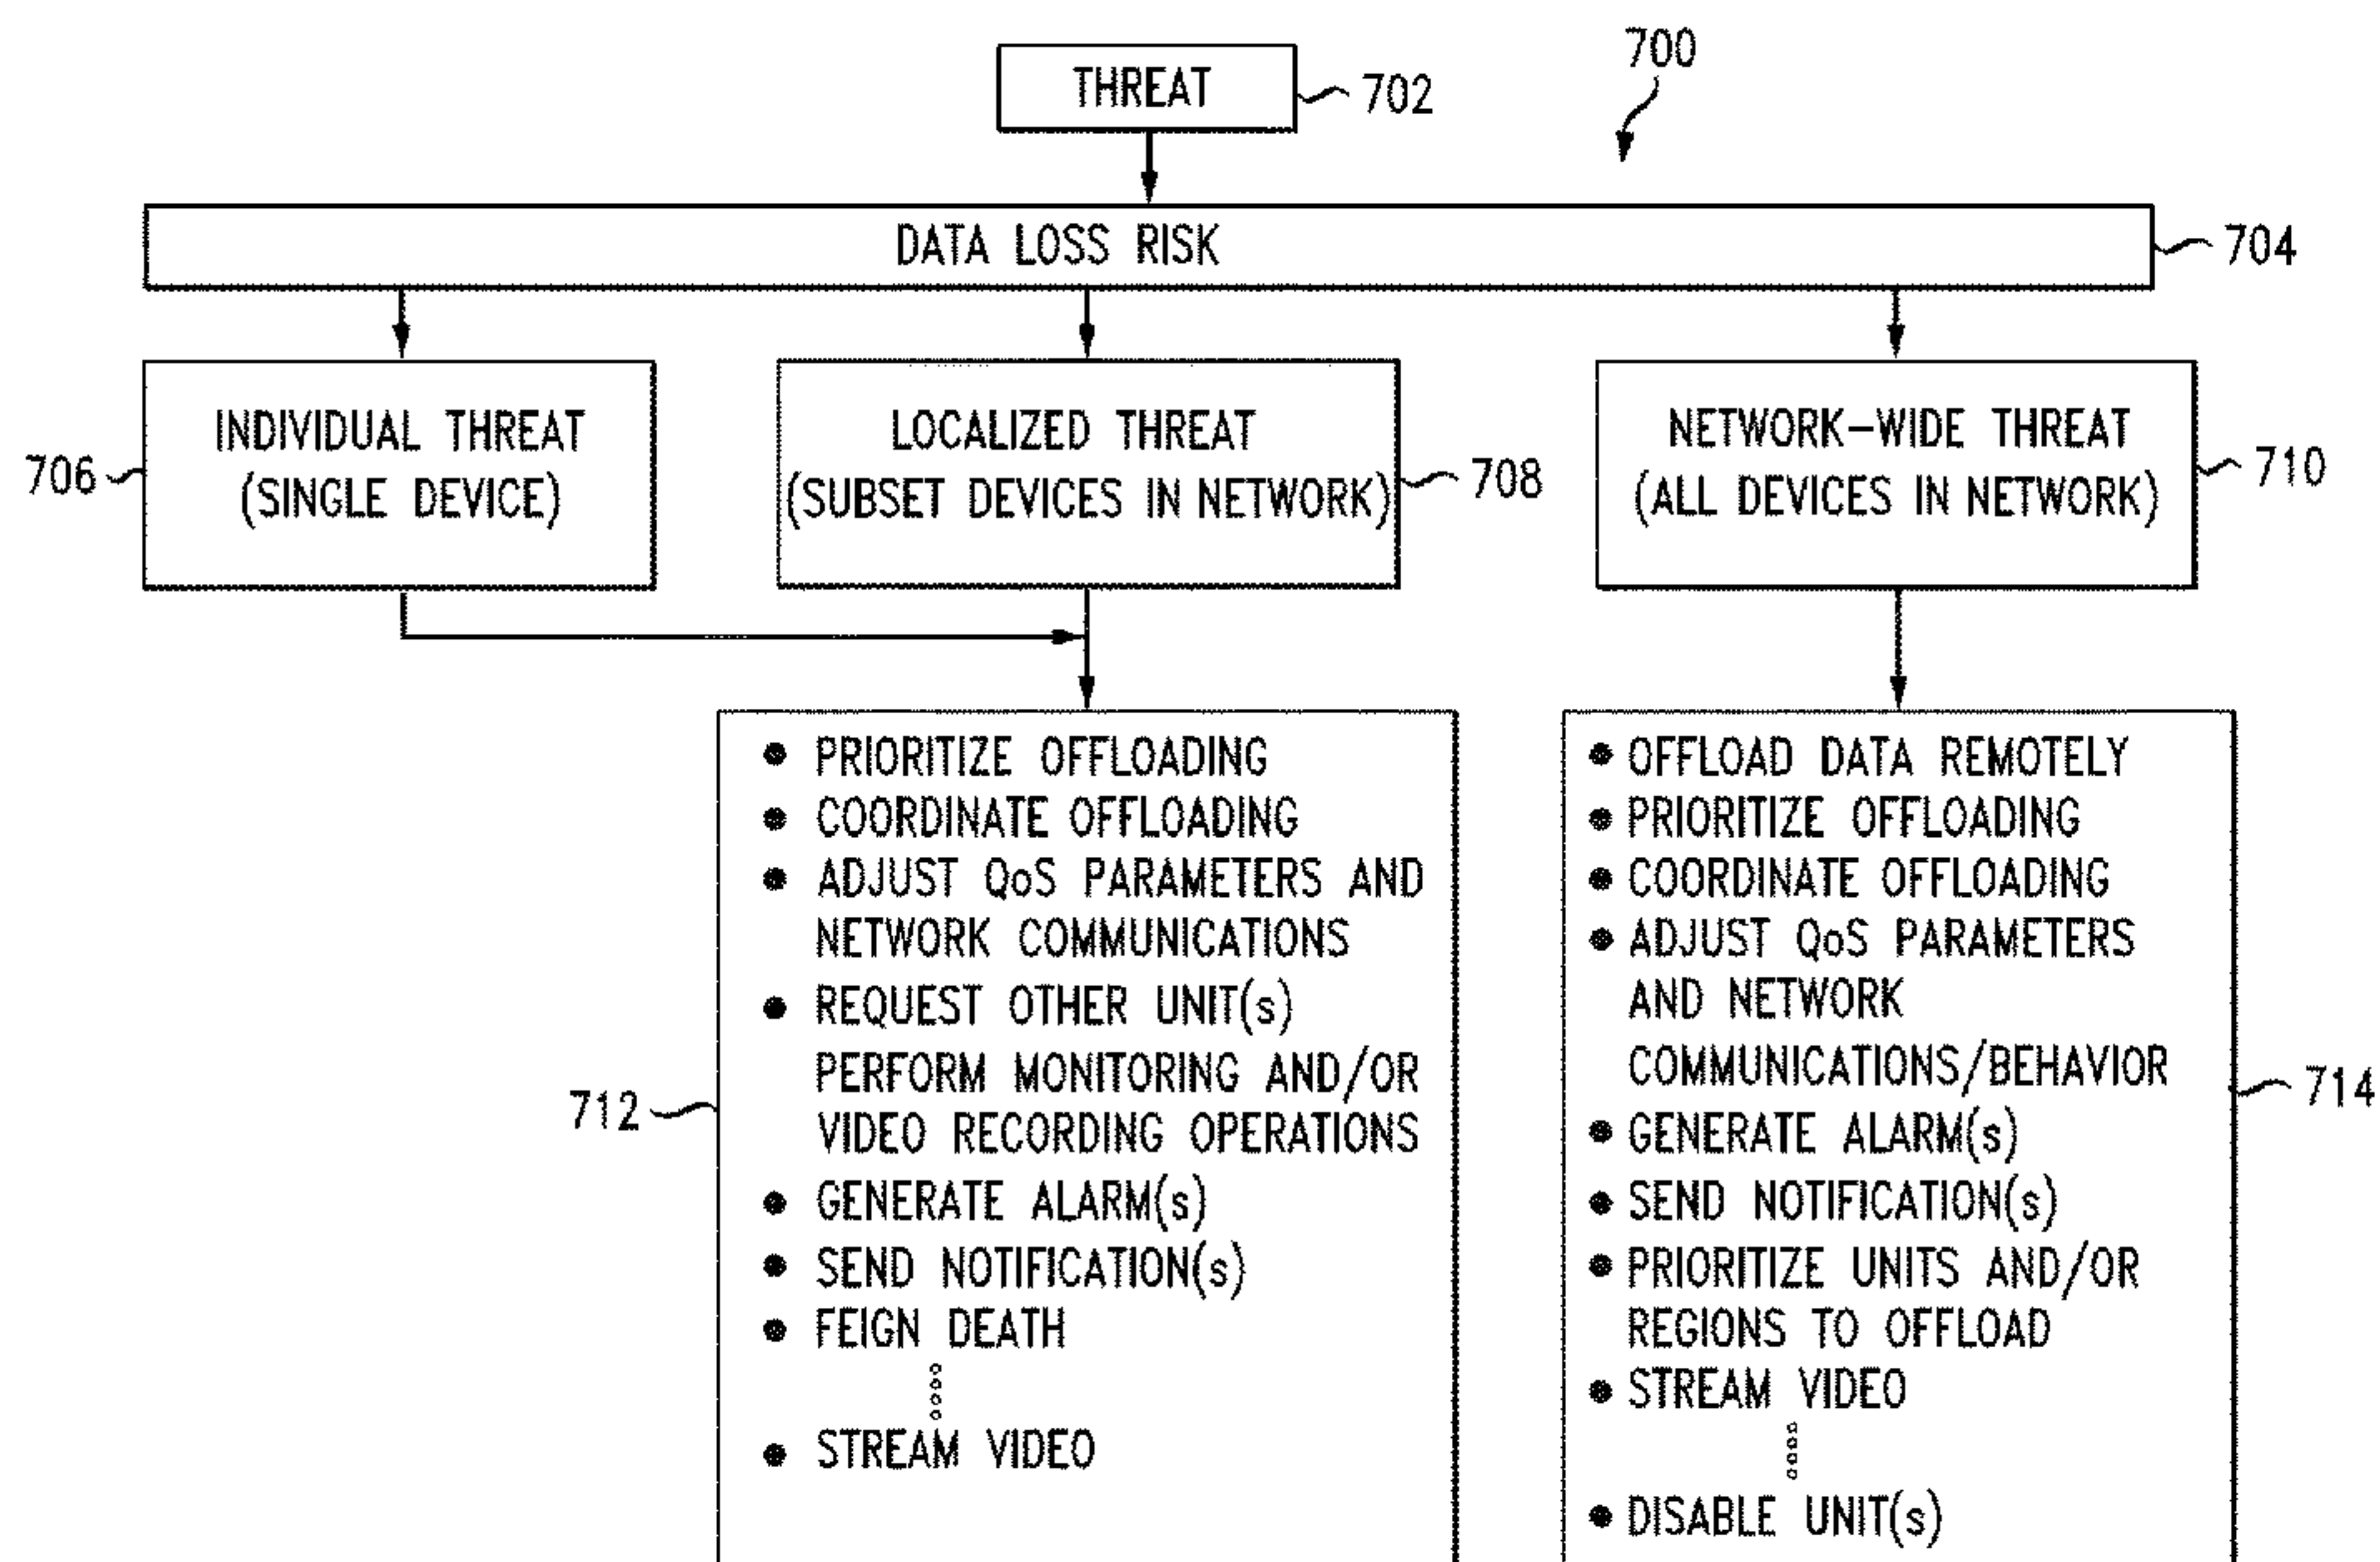 700
THREAT
702
DATA LOSS RISK
704
INDIVIDUAL THREAT
(SINGLE DEVICE)
706
LOCALIZED THREAT
(SUBSET DEVICES IN NETWORK)
708
NETWORK-WIDE THREAT
(ALL DEVICES IN NETWORK)
710
• PRIORITIZE OFFLOADING
• COORDINATE OFFLOADING
• ADJUST QoS PARAMETERS AND
NETWORK COMMUNICATIONS
• REQUEST OTHER UNIT(s)
PERFORM MONITORING AND/OR
VIDEO RECORDING OPERATIONS
• GENERATE ALARM(s)
• SEND NOTIFICATION(s)
• FEIGN DEATH
• STREAM VIDEO
712
• OFFLOAD DATA REMOTELY
• PRIORITIZE OFFLOADING
• COORDINATE OFFLOADING
• ADJUST QoS PARAMETERS
AND NETWORK
COMMUNICATIONS/BEHAVIOR
• GENERATE ALARM(s)
• SEND NOTIFICATION(s)
• PRIORITIZE UNITS AND/OR
REGIONS TO OFFLOAD
• STREAM VIDEO
• DISABLE UNIT(s)
714